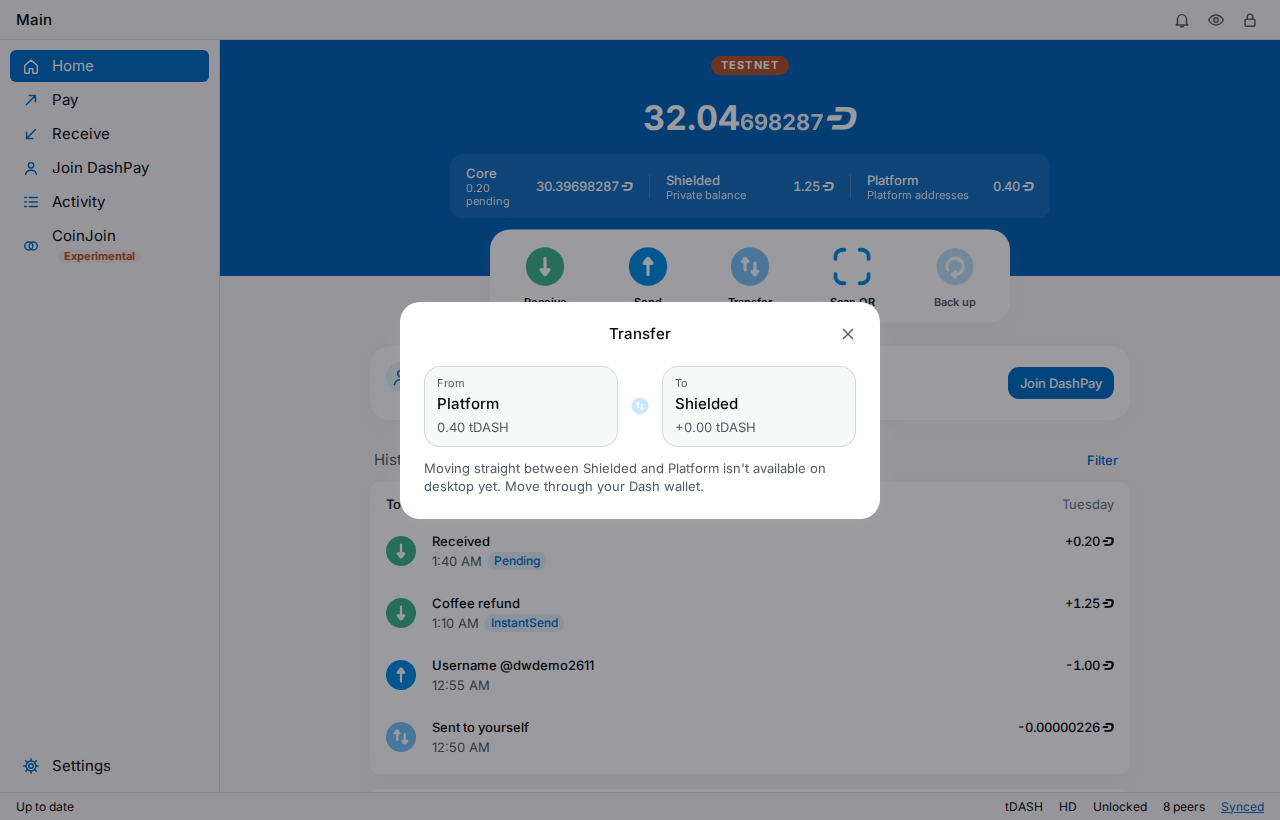 Main
Home
Pay
Receive
Join DashPay
Activity
CoinJoin
Experimental
Settings
TESTNET
32.04698287
Core
0.20
pending
30.39698287
Shielded
Private balance
1.25
Platform
Platform addresses
0.40
Receive
Send
Transfer
Scan QR
Back up
Transfer
From
Platform
0.40 tDASH
To
Shielded
+0.00 tDASH
Moving straight between Shielded and Platform isn't available on
desktop yet. Move through your Dash wallet.
Join DashPay
Filter
Tuesday
Received
1:40 AM Pending
+0.20
Coffee refund
1:10 AM InstantSend
+1.25
Username @dwdemo2611
12:55 AM
-1.00
Sent to yourself
12:50 AM
-0.00000226
Up to date
tDASH HD Unlocked 8 peers Synced